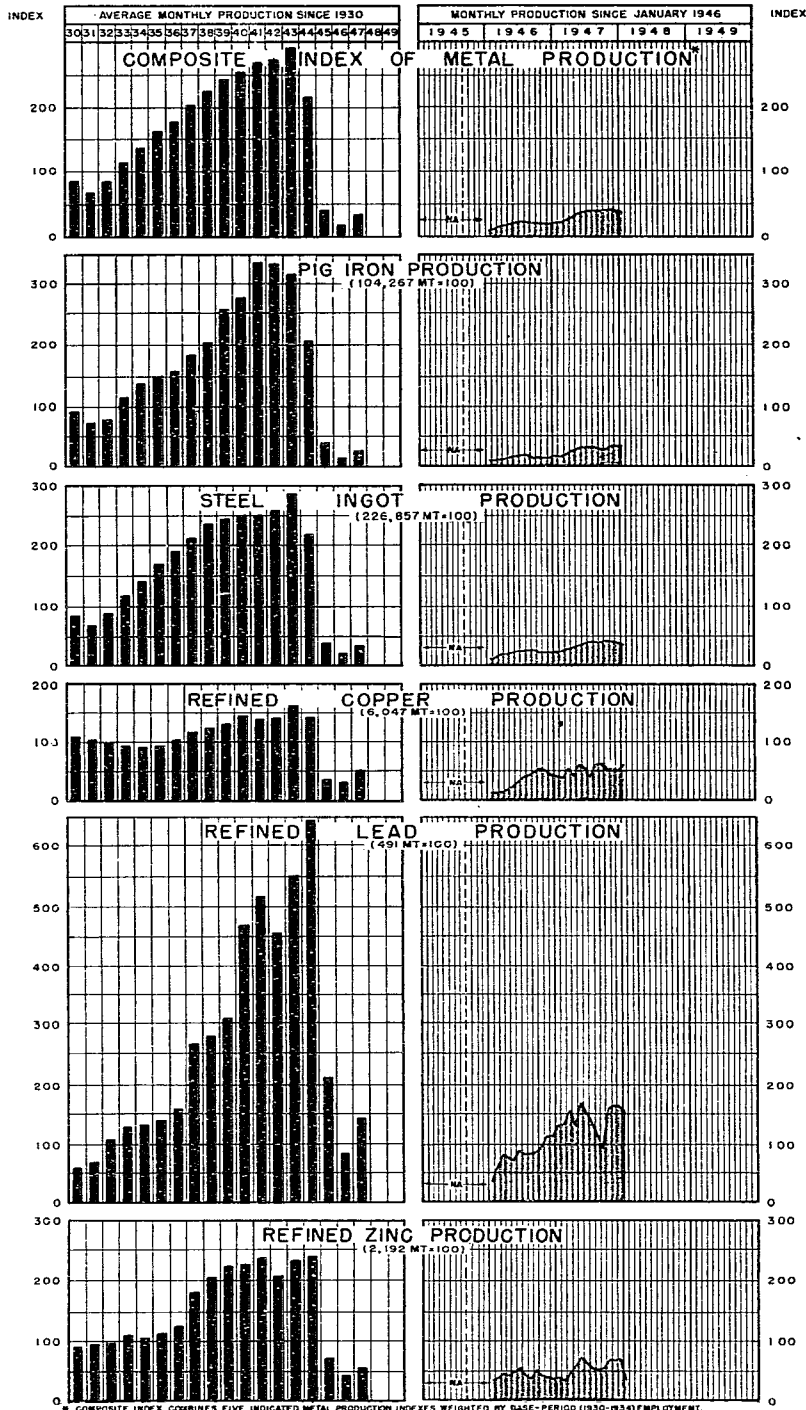 INDEX AVERAGE MONTHLY PRODUCTION SINCE 1930 MONTHLY PRODUCTION SINCE JANUARY 1946 INDEX
30 31 32 33 34 35 36 37 38 39 40 41 42 43 44 45 46 47 48 49 1945 1946 1947 1948 1949
COMPOSITE INDEX OF METAL PRODUCTION*
200 200
100 100
NA
0 0 0
PIG IRON PRODUCTION
(104,267 MT=100)
300 300
200 200
100 100
NA
0 0 0
STEEL INGOT PRODUCTION
(226,857 MT=100)
300 300
200 200
100 100
NA
0 0 0
REFINED COPPER PRODUCTION
(6,047 MT=100)
200 200
100 100
NA
0 0
REFINED LEAD PRODUCTION
(491 MT=100)
600 600
500 500
400 400
300 300
200 200
100 100
NA
0 0
REFINED ZINC PRODUCTION
(2,192 MT=100)
300 300
200 200
100 100
NA
0 0
* COMPOSITE INDEX COMBINES FIVE INDICATED METAL PRODUCTION INDEXES WEIGHTED BY BASE-PERIOD (1930-1934) EMPLOYMENT.